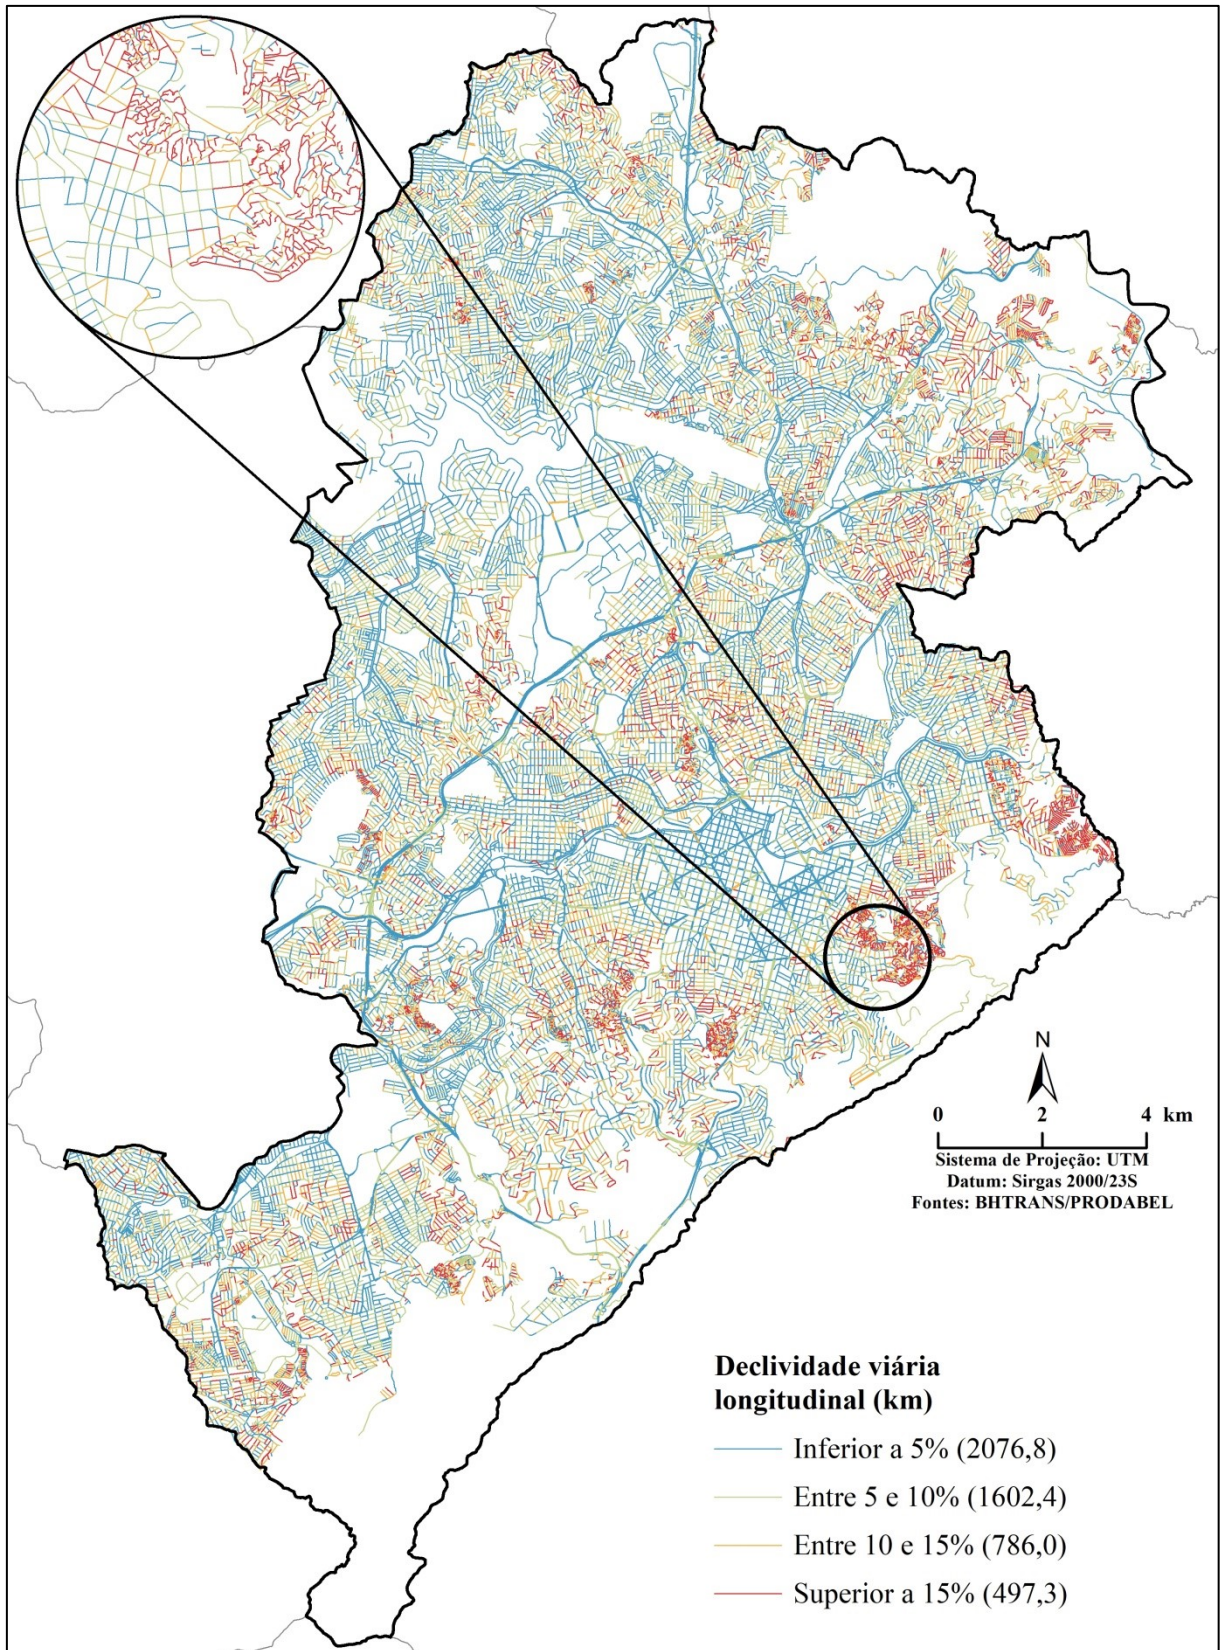 N
0 2 4 km
Sistema de Projeção: UTM
Datum: Sirgas 2000/23S
Fontes: BHTRANS/PRODABEL
Declividade viária
longitudinal (km)
Inferior a 5% (2076,8)
Entre 5 e 10% (1602,4)
Entre 10 e 15% (786,0)
Superior a 15% (497,3)